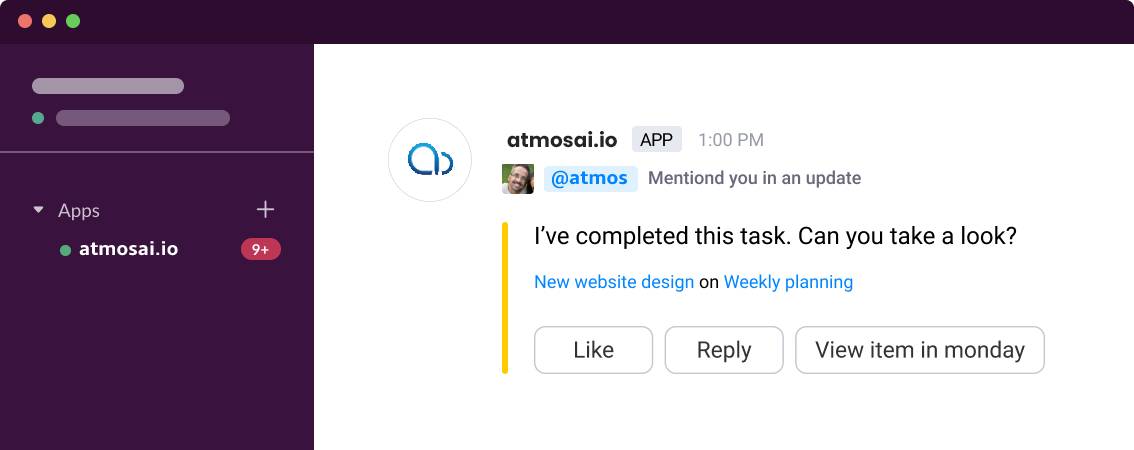 Apps
atmosai.io 9+
atmosai.io APP 1:00 PM
@atmos Mentiond you in an update
I’ve completed this task. Can you take a look?
New website design on Weekly planning
Like Reply View item in monday